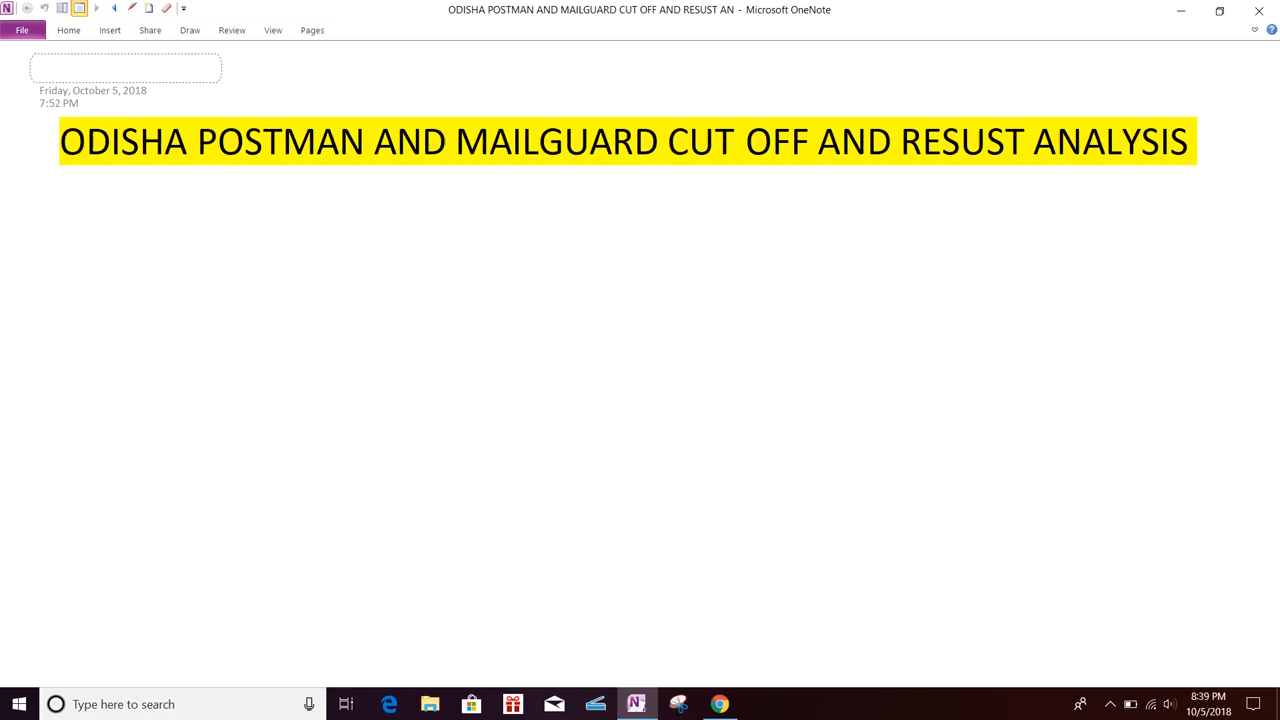 ODISHA POSTMAN AND MAILGUARD CUT OFF AND RESUST AN - Microsoft OneNote
File Home Insert Share Draw Review View Pages
Friday, October 5, 2018
7:52 PM
ODISHA POSTMAN AND MAILGUARD CUT OFF AND RESUST ANALYSIS
Type here to search
8:39 PM
10/5/2018